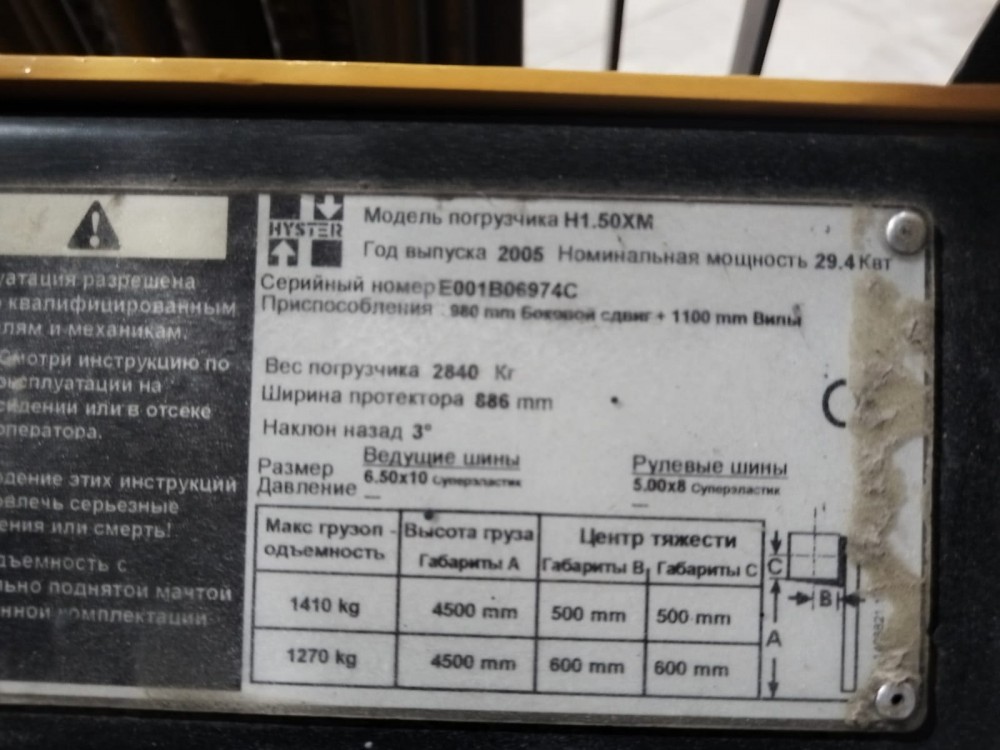 уатация разрешена
квалифицированным
лям и механикам.
Смотри инструкцию по
эксплуатации на
сидении или в отсеке
оператора.
дение этих инструкций
овлечь серьезные
ения или смерть!
дъемность с
ьно поднятой мачтой
нной комплектации
HYSTER
Модель погрузчика H1.50XM
Год выпуска 2005 Номинальная мощность 29.4 Квт
Серийный номер E001B06974C
Приспособления 980 mm Боковой сдвиг + 1100 mm Вилы
Вес погрузчика 2840 Кг
Ширина протектора 886 mm
Наклон назад 3°
Ведущие шины Рулевые шины
Размер 6.50x10 Суперэластик 5.00x8 Суперэластик
Давление — —
Макс грузоп - Высота груза Центр тяжести
одъемность Габариты А Габариты В, Габариты С
1410 kg 4500 mm 500 mm 500 mm
1270 kg 4500 mm 600 mm 600 mm
C
B
A